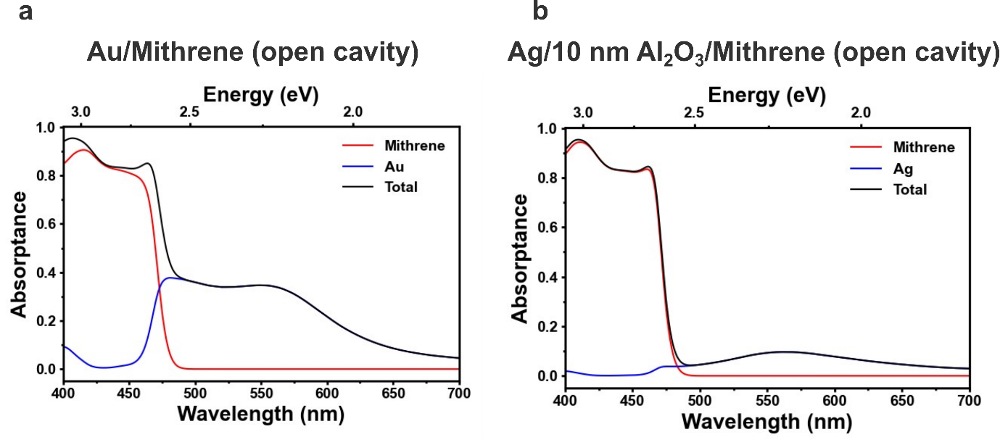 a
Au/Mithrene (open cavity)
Energy (eV)
3.0 2.5 2.0
1.0
0.8
0.6
0.4
0.2
0.0
Absorptance
Mithrene
Au
Total
400 450 500 550 600 650 700
Wavelength (nm)
b
Ag/10 nm Al₂O₃/Mithrene (open cavity)
Energy (eV)
3.0 2.5 2.0
1.0
0.8
0.6
0.4
0.2
0.0
Absorptance
Mithrene
Ag
Total
400 450 500 550 600 650 700
Wavelength (nm)